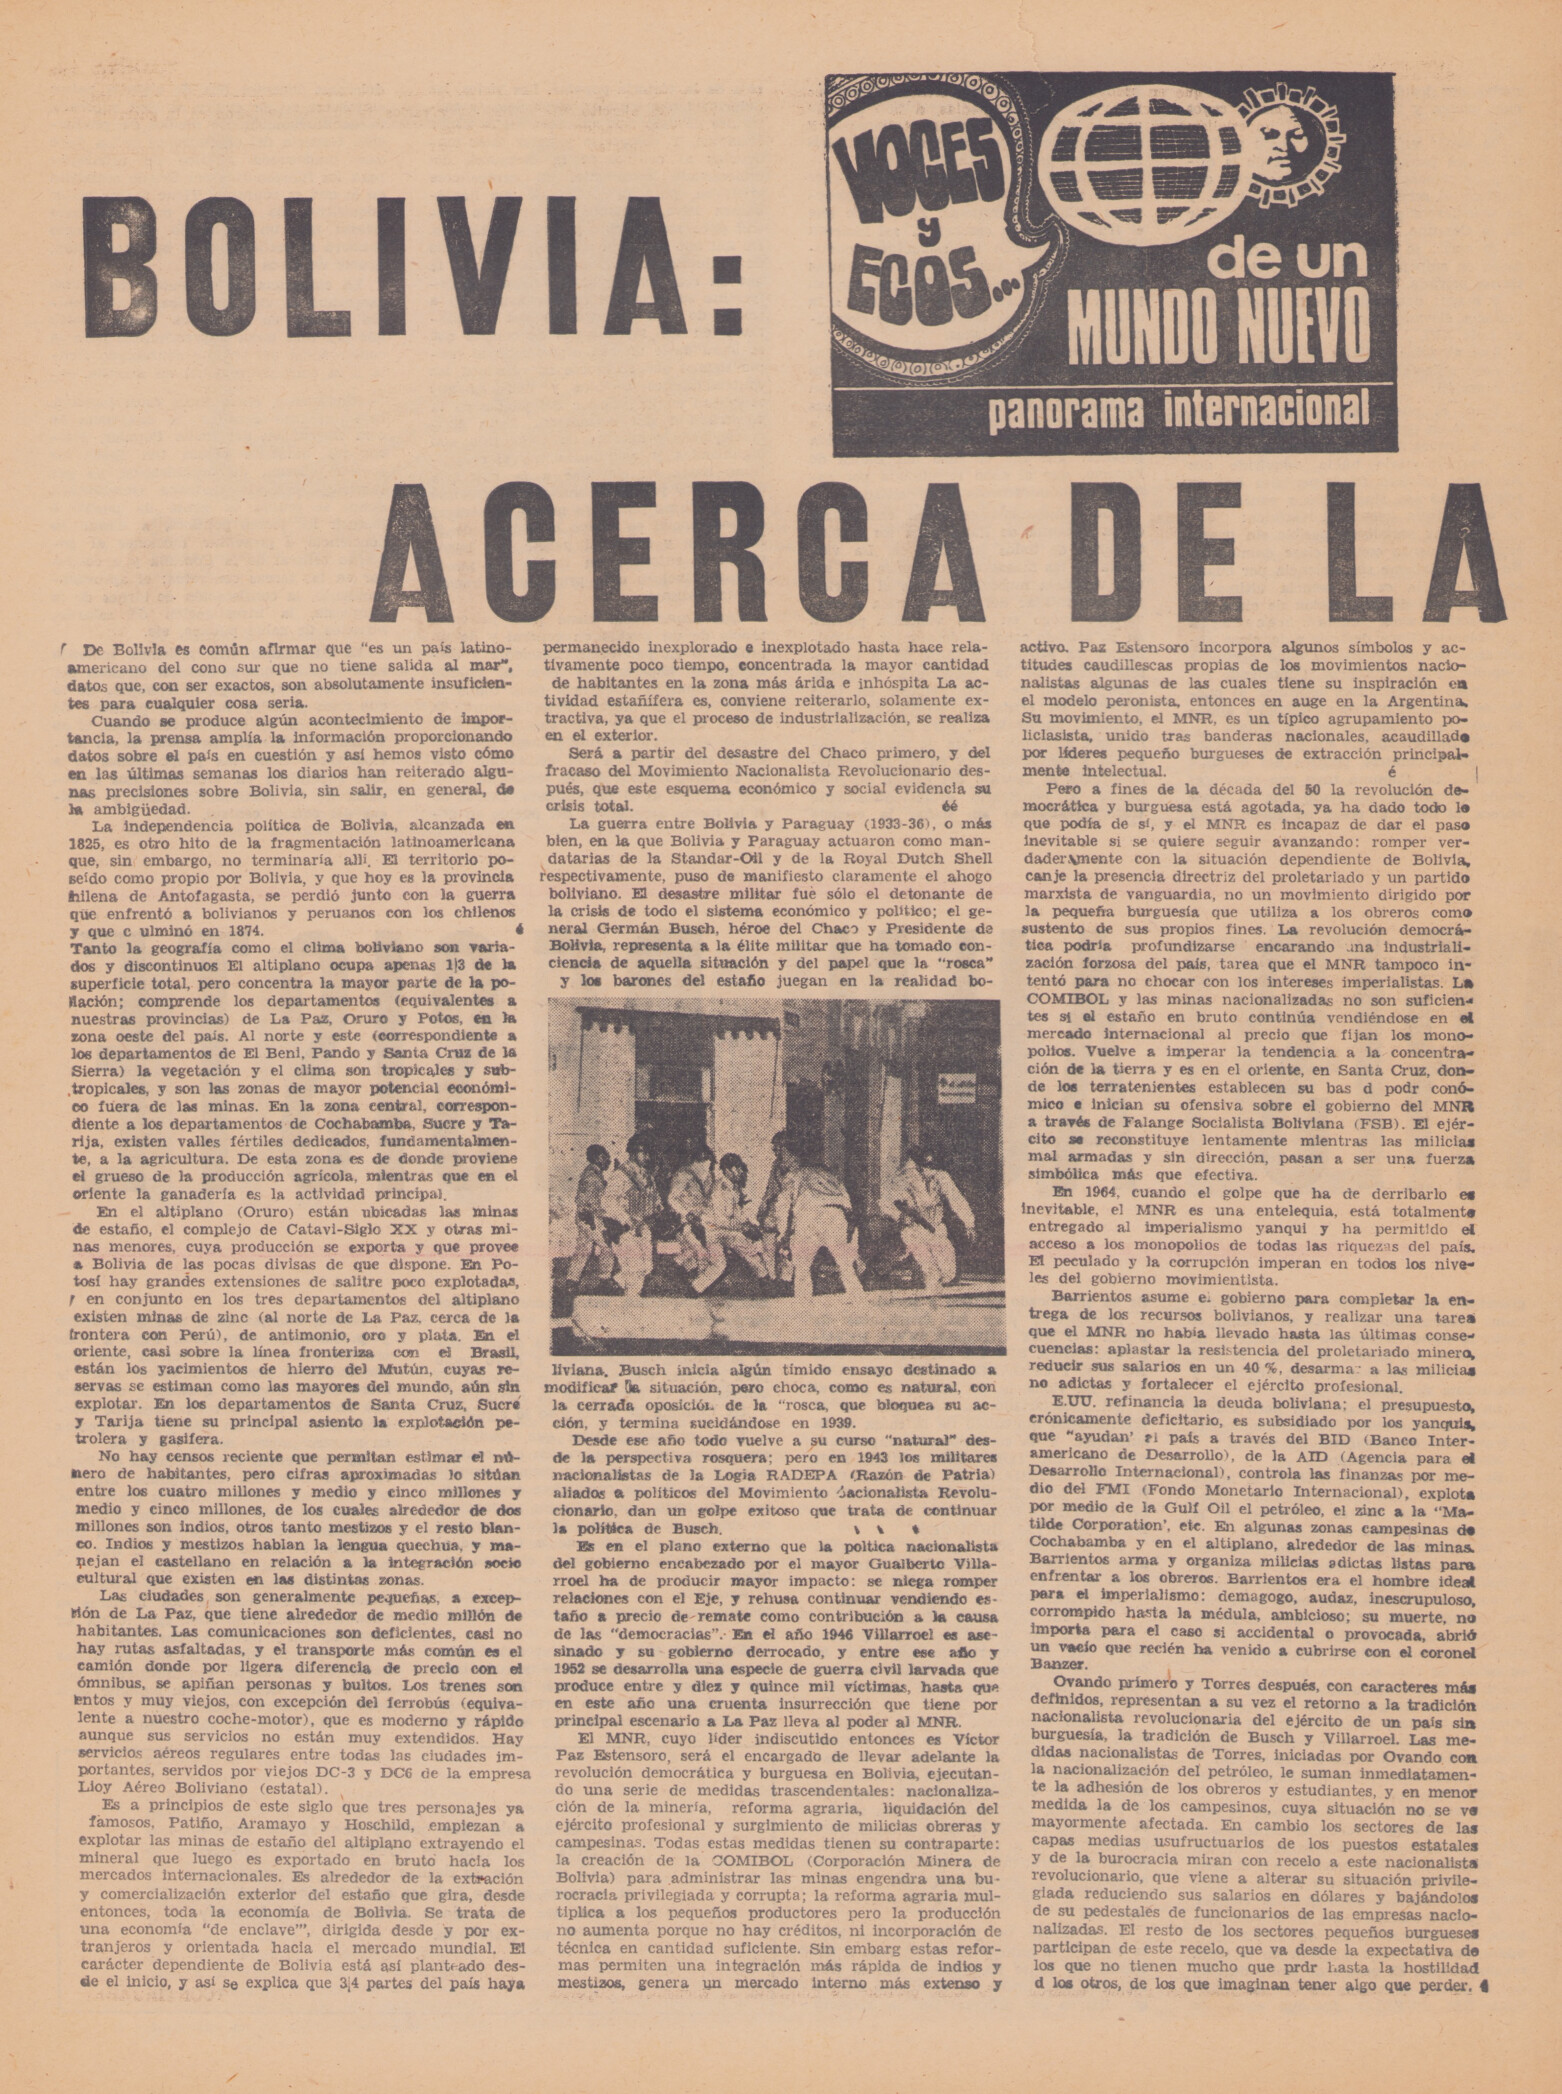 BOLIVIA:
VOCES
y
ECOS...
de un
MUNDO NUEVO
panorama internacional
ACERCA DE LA
De Bolivia es común afirmar que "es un país latino-
americano del cono sur que no tiene salida al mar",
datos que, con ser exactos, son absolutamente insuficien-
tes para cualquier cosa seria.
Cuando se produce algún acontecimiento de impor-
tancia, la prensa amplía la información proporcionando
datos sobre el país en cuestión y así hemos visto cómo
en las últimas semanas los diarios han reiterado algu-
nas precisiones sobre Bolivia, sin salir, en general, de
la ambigüedad.
La independencia política de Bolivia, alcanzada en
1825, es otro hito de la fragmentación latinoamericana
que, sin embargo, no terminaría allí. El territorio po-
seído como propio por Bolivia, y que hoy es la provincia
hilena de Antofagasta, se perdió junto con la guerra
que enfrentó a bolivianos y peruanos con los chilenos
y que c ulminó en 1874.
Tanto la geografía como el clima boliviano son varia-
dos y discontinuos El altiplano ocupa apenas 1|3 de la
superficie total, pero concentra la mayor parte de la po-
llación; comprende los departamentos (equivalentes a
nuestras provincias) de La Paz, Oruro y Potos, en la
zona oeste del país. Al norte y este (correspondiente a
los departamentos de El Beni, Pando y Santa Cruz de la
Sierra) la vegetación y el clima son tropicales y sub-
tropicales, y son las zonas de mayor potencial económi-
co fuera de las minas. En la zona central, correspon-
diente a los departamentos de Cochabamba, Sucre y Ta-
rija, existen valles fértiles dedicados, fundamentalmen-
te, a la agricultura. De esta zona es de donde proviene
el grueso de la producción agrícola, mientras que en el
oriente la ganadería es la actividad principal.
En el altiplano (Oruro) están ubicadas las minas
de estaño, el complejo de Catavi-Siglo XX y otras mi-
nas menores, cuya producción se exporta y que provee
a Bolivia de las pocas divisas de que dispone. En Po-
tosí hay grandes extensiones de salitre poco explotadas,
y en conjunto en los tres departamentos del altiplano
existen minas de zinc (al norte de La Paz, cerca de la
frontera con Perú), de antimonio, oro y plata. En el
oriente, casi sobre la línea fronteriza con el Brasil,
están los yacimientos de hierro del Mutún, cuyas re-
servas se estiman como las mayores del mundo, aún sin
explotar. En los departamentos de Santa Cruz, Sucre
y Tarija tiene su principal asiento la explotación pe-
trolera y gasífera.
No hay censos reciente que permitan estimar el nú-
mero de habitantes, pero cifras aproximadas lo sitúan
entre los cuatro millones y medio y cinco millones y
medio y cinco millones, de los cuales alrededor de dos
millones son indios, otros tanto mestizos y el resto blan-
co. Indios y mestizos hablan la lengua quechua, y ma-
nejan el castellano en relación a la integración socio
cultural que existen en las distintas zonas.
Las ciudades son generalmente pequeñas, a excep-
ción de La Paz, que tiene alrededor de medio millón de
habitantes. Las comunicaciones son deficientes, casi no
hay rutas asfaltadas, y el transporte más común es el
camión donde por ligera diferencia de precio con el
ómnibus, se apiñan personas y bultos. Los trenes son
lentos y muy viejos, con excepción del ferrobús (equiva-
lente a nuestro coche-motor), que es moderno y rápido
aunque sus servicios no están muy extendidos. Hay
servicios aéreos regulares entre todas las ciudades im-
portantes, servidos por viejos DC-3 y DC6 de la empresa
Lloy Aéreo Boliviano (estatal).
Es a principios de este siglo que tres personajes ya
famosos, Patiño, Aramayo y Hoschild, empiezan a
explotar las minas de estaño del altiplano extrayendo el
mineral que luego es exportado en bruto hacia los
mercados internacionales. Es alrededor de la extración
y comercialización exterior del estaño que gira, desde
entonces, toda la economía de Bolivia. Se trata de
una economía "de enclave"', dirigida desde y por ex-
tranjeros y orientada hacia el mercado mundial. El
carácter dependiente de Bolivia está así planteado des-
de el inicio, y así se explica que 3|4 partes del país haya
permanecido inexplorado e inexplotado hasta hace rela-
tivamente poco tiempo, concentrada la mayor cantidad
de habitantes en la zona más árida e inhóspita La ac-
tividad estañífera es, conviene reiterarlo, solamente ex-
tractiva, ya que el proceso de industrialización, se realiza
en el exterior.
Será a partir del desastre del Chaco primero, y del
fracaso del Movimiento Nacionalista Revolucionario des-
pués, que este esquema económico y social evidencia su
crisis total. éé
La guerra entre Bolivia y Paraguay (1933-36), o más
bien, en la que Bolivia y Paraguay actuaron como man-
datarias de la Standar-Oil y de la Royal Dutch Shell
respectivamente, puso de manifiesto claramente el ahogo
boliviano. El desastre militar fue sólo el detonante de
la crisis de todo el sistema económico y político; el ge-
neral Germán Busch, héroe del Chaco y Presidente de
Bolivia, representa a la élite militar que ha tomado con-
ciencia de aquella situación y del papel que la "rosca"
y los barones del estaño juegan en la realidad bo-
liviana. Busch inicia algún tímido ensayo destinado a
modificar la situación, pero choca, como es natural, con
la cerrada oposición de la "rosca, que bloquea su ac-
ción, y termina suicidándose en 1939.
Desde ese año todo vuelve a su curso "natural" des-
de la perspectiva rosquera; pero en 1943 los militares
nacionalistas de la Logia RADEPA (Razón de Patria)
aliados a políticos del Movimiento Nacionalista Revolu-
cionario, dan un golpe exitoso que trata de continuar
la política de Busch.
Es en el plano externo que la poltica nacionalista
del gobierno encabezado por el mayor Gualberto Villa-
rroel ha de producir mayor impacto: se niega romper
relaciones con el Eje, y rehusa continuar vendiendo es-
taño a precio de remate como contribución a la causa
de las "democracias". En el año 1946 Villarroel es ase-
sinado y su gobierno derrocado, y entre ese año y
1952 se desarrolla una especie de guerra civil larvada que
produce entre y diez y quince mil víctimas, hasta que
en este año una cruenta insurrección que tiene por
principal escenario a La Paz lleva al poder al MNR.
El MNR, cuyo líder indiscutido entonces es Víctor
Paz Estensoro, será el encargado de llevar adelante la
revolución democrática y burguesa en Bolivia, ejecutan-
do una serie de medidas trascendentales: nacionaliza-
ción de la minería, reforma agraria, liquidación del
ejército profesional y surgimiento de milicias obreras y
campesinas. Todas estas medidas tienen su contraparte:
la creación de la COMIBOL (Corporación Minera de
Bolivia) para administrar las minas engendra una bu-
rocracia privilegiada y corrupta; la reforma agraria mul-
tiplica a los pequeños productores pero la producción
no aumenta porque no hay créditos, ni incorporación de
técnica en cantidad suficiente. Sin embarg estas refor-
mas permiten una integración más rápida de indios y
mestizos, genera un mercado interno más extenso y
activo. Paz Estensoro incorpora algunos símbolos y ac-
titudes caudillescas propias de los movimientos nacio-
nalistas algunas de las cuales tiene su inspiración en
el modelo peronista, entonces en auge en la Argentina.
Su movimiento, el MNR, es un típico agrupamiento po-
liclasista, unido tras banderas nacionales, acaudillado
por líderes pequeño burgueses de extracción principal-
mente intelectual. é
Pero a fines de la década del 50 la revolución de-
mocrática y burguesa está agotada, ya ha dado todo lo
que podía de sí, y el MNR es incapaz de dar el paso
inevitable si se quiere seguir avanzando: romper ver-
daderamente con la situación dependiente de Bolivia,
canje la presencia directriz del proletariado y un partido
marxista de vanguardia, no un movimiento dirigido por
la pequeña burguesía que utiliza a los obreros como
sustento de sus propios fines. La revolución democrá-
tica podría profundizarse encarando una industriali-
zación forzosa del país, tarea que el MNR tampoco in-
tentó para no chocar con los intereses imperialistas. La
COMIBOL y las minas nacionalizadas no son suficien-
tes si el estaño en bruto continúa vendiéndose en el
mercado internacional al precio que fijan los mono-
polios. Vuelve a imperar la tendencia a la concentra-
ción de la tierra y es en el oriente, en Santa Cruz, don-
de los terratenientes establecen su bas d podr conó-
mico e inician su ofensiva sobre el gobierno del MNR
a través de Falange Socialista Boliviana (FSB). El ejér-
cito se reconstituye lentamente mientras las milicias
mal armadas y sin dirección, pasan a ser una fuerza
simbólica más que efectiva.
En 1964, cuando el golpe que ha de derribarlo es
inevitable, el MNR es una entelequia, está totalmente
entregado al imperialismo yanqui y ha permitido el
acceso a los monopolios de todas las riquezas del país.
El peculado y la corrupción imperan en todos los nive-
les del gobierno movimientista.
Barrientos asume el gobierno para completar la en-
trega de los recursos bolivianos, y realizar una tarea
que el MNR no había llevado hasta las últimas conse-
cuencias: aplastar la resistencia del proletariado minero,
reducir sus salarios en un 40 %, desarmar a las milicias
no adictas y fortalecer el ejército profesional.
E.UU. refinancia la deuda boliviana; el presupuesto,
crónicamente deficitario, es subsidiado por los yanquis,
que "ayudan' al país a través del BID (Banco Inter-
americano de Desarrollo), de la AID (Agencia para el
Desarrollo Internacional), controla las finanzas por me-
dio del FMI (Fondo Monetario Internacional), explota
por medio de la Gulf Oil el petróleo, el zinc a la "Ma-
tilde Corporation', etc. En algunas zonas campesinas de
Cochabamba y en el altiplano, alrededor de las minas.
Barrientos arma y organiza milicias adictas listas para
enfrentar a los obreros. Barrientos era el hombre ideal
para el imperialismo: demagogo, audaz, inescrupuloso,
corrompido hasta la médula, ambicioso; su muerte, no
importa para el caso si accidental o provocada, abrió
un vacío que recién ha venido a cubrirse con el coronel
Banzer.
Ovando primero y Torres después, con caracteres más
definidos, representan a su vez el retorno a la tradición
nacionalista revolucionaria del ejército de un país sin
burguesía, la tradición de Busch y Villarroel. Las me-
didas nacionalistas de Torres, iniciadas por Ovando con
la nacionalización del petróleo, le suman inmediatamen-
te la adhesión de los obreros y estudiantes, y en menor
medida la de los campesinos, cuya situación no se ve
mayormente afectada. En cambio los sectores de las
capas medias usufructuarios de los puestos estatales
y de la burocracia miran con recelo a este nacionalista
revolucionario, que viene a alterar su situación privile-
giada reduciendo sus salarios en dólares y bajándolos
de su pedestales de funcionarios de las empresas nacio-
nalizadas. El resto de los sectores pequeños burgueses
participan de este recelo, que va desde la expectativa de
los que no tienen mucho que prdr hasta la hostilidad
d los otros, de los que imaginan tener algo que perder.